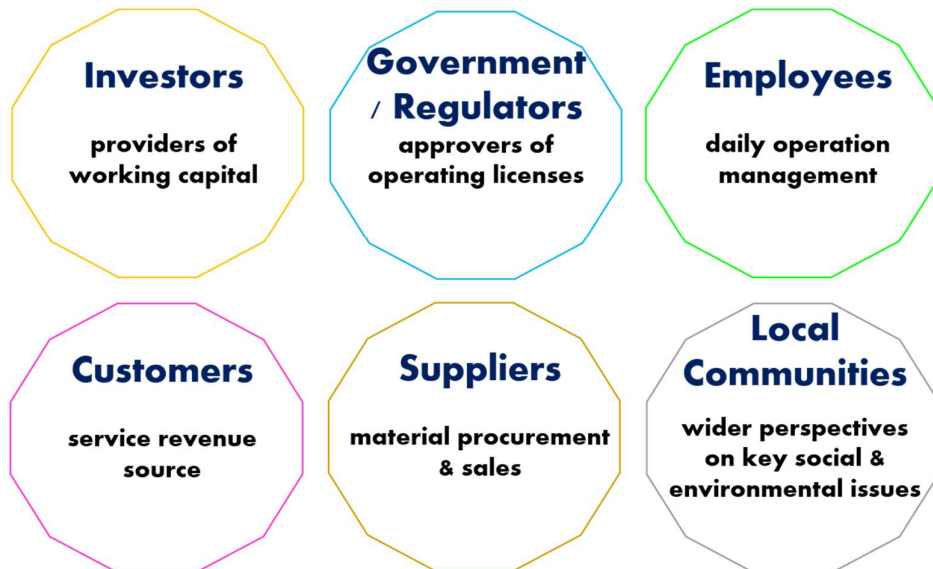 Investors
providers of
working capital
Government
/ Regulators
approvers of
operating licenses
Employees
daily operation
management
Customers
service revenue
source
Suppliers
material procurement
& sales
Local
Communities
wider perspectives
on key social &
environmental issues